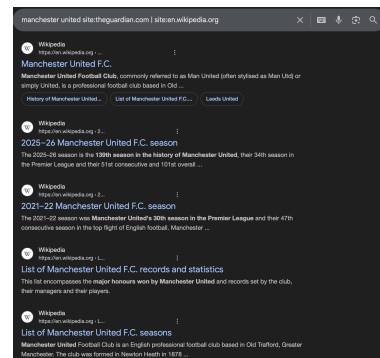 manchester united site:theguardian.com | site:en.wikipedia.org
Wikipedia
https://en.wikipedia.org › ...
Manchester United F.C.
Manchester United Football Club, commonly referred to as Man United (often stylised as Man Utd) or
simply United, is a professional football club based in Old ...
History of Manchester United...
List of Manchester United F.C....
Leeds United
Wikipedia
https://en.wikipedia.org › 2...
2025–26 Manchester United F.C. season
The 2025–26 season is the 139th season in the history of Manchester United, their 34th season in
the Premier League and their 51st consecutive and 101st overall ...
Wikipedia
https://en.wikipedia.org › 2...
2021–22 Manchester United F.C. season
The 2021–22 season was Manchester United's 30th season in the Premier League and their 47th
consecutive season in the top flight of English football. Manchester ...
Wikipedia
https://en.wikipedia.org › L...
List of Manchester United F.C. records and statistics
This list encompasses the major honours won by Manchester United and records set by the club,
their managers and their players.
Wikipedia
https://en.wikipedia.org › L...
List of Manchester United F.C. seasons
Manchester United Football Club is an English professional football club based in Old Trafford, Greater
Manchester. The club was formed in Newton Heath in 1878 ...